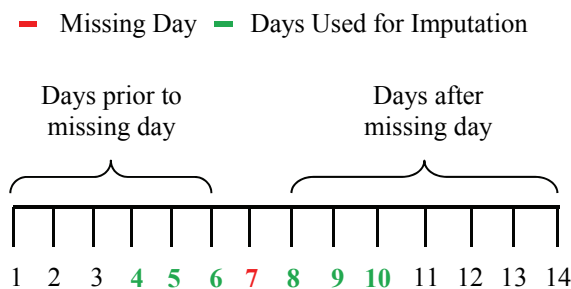 Missing Day Days Used for Imputation
Days prior to
missing day
Days after
missing day
1 2 3 4 5 6 7 8 9 10 11 12 13 14